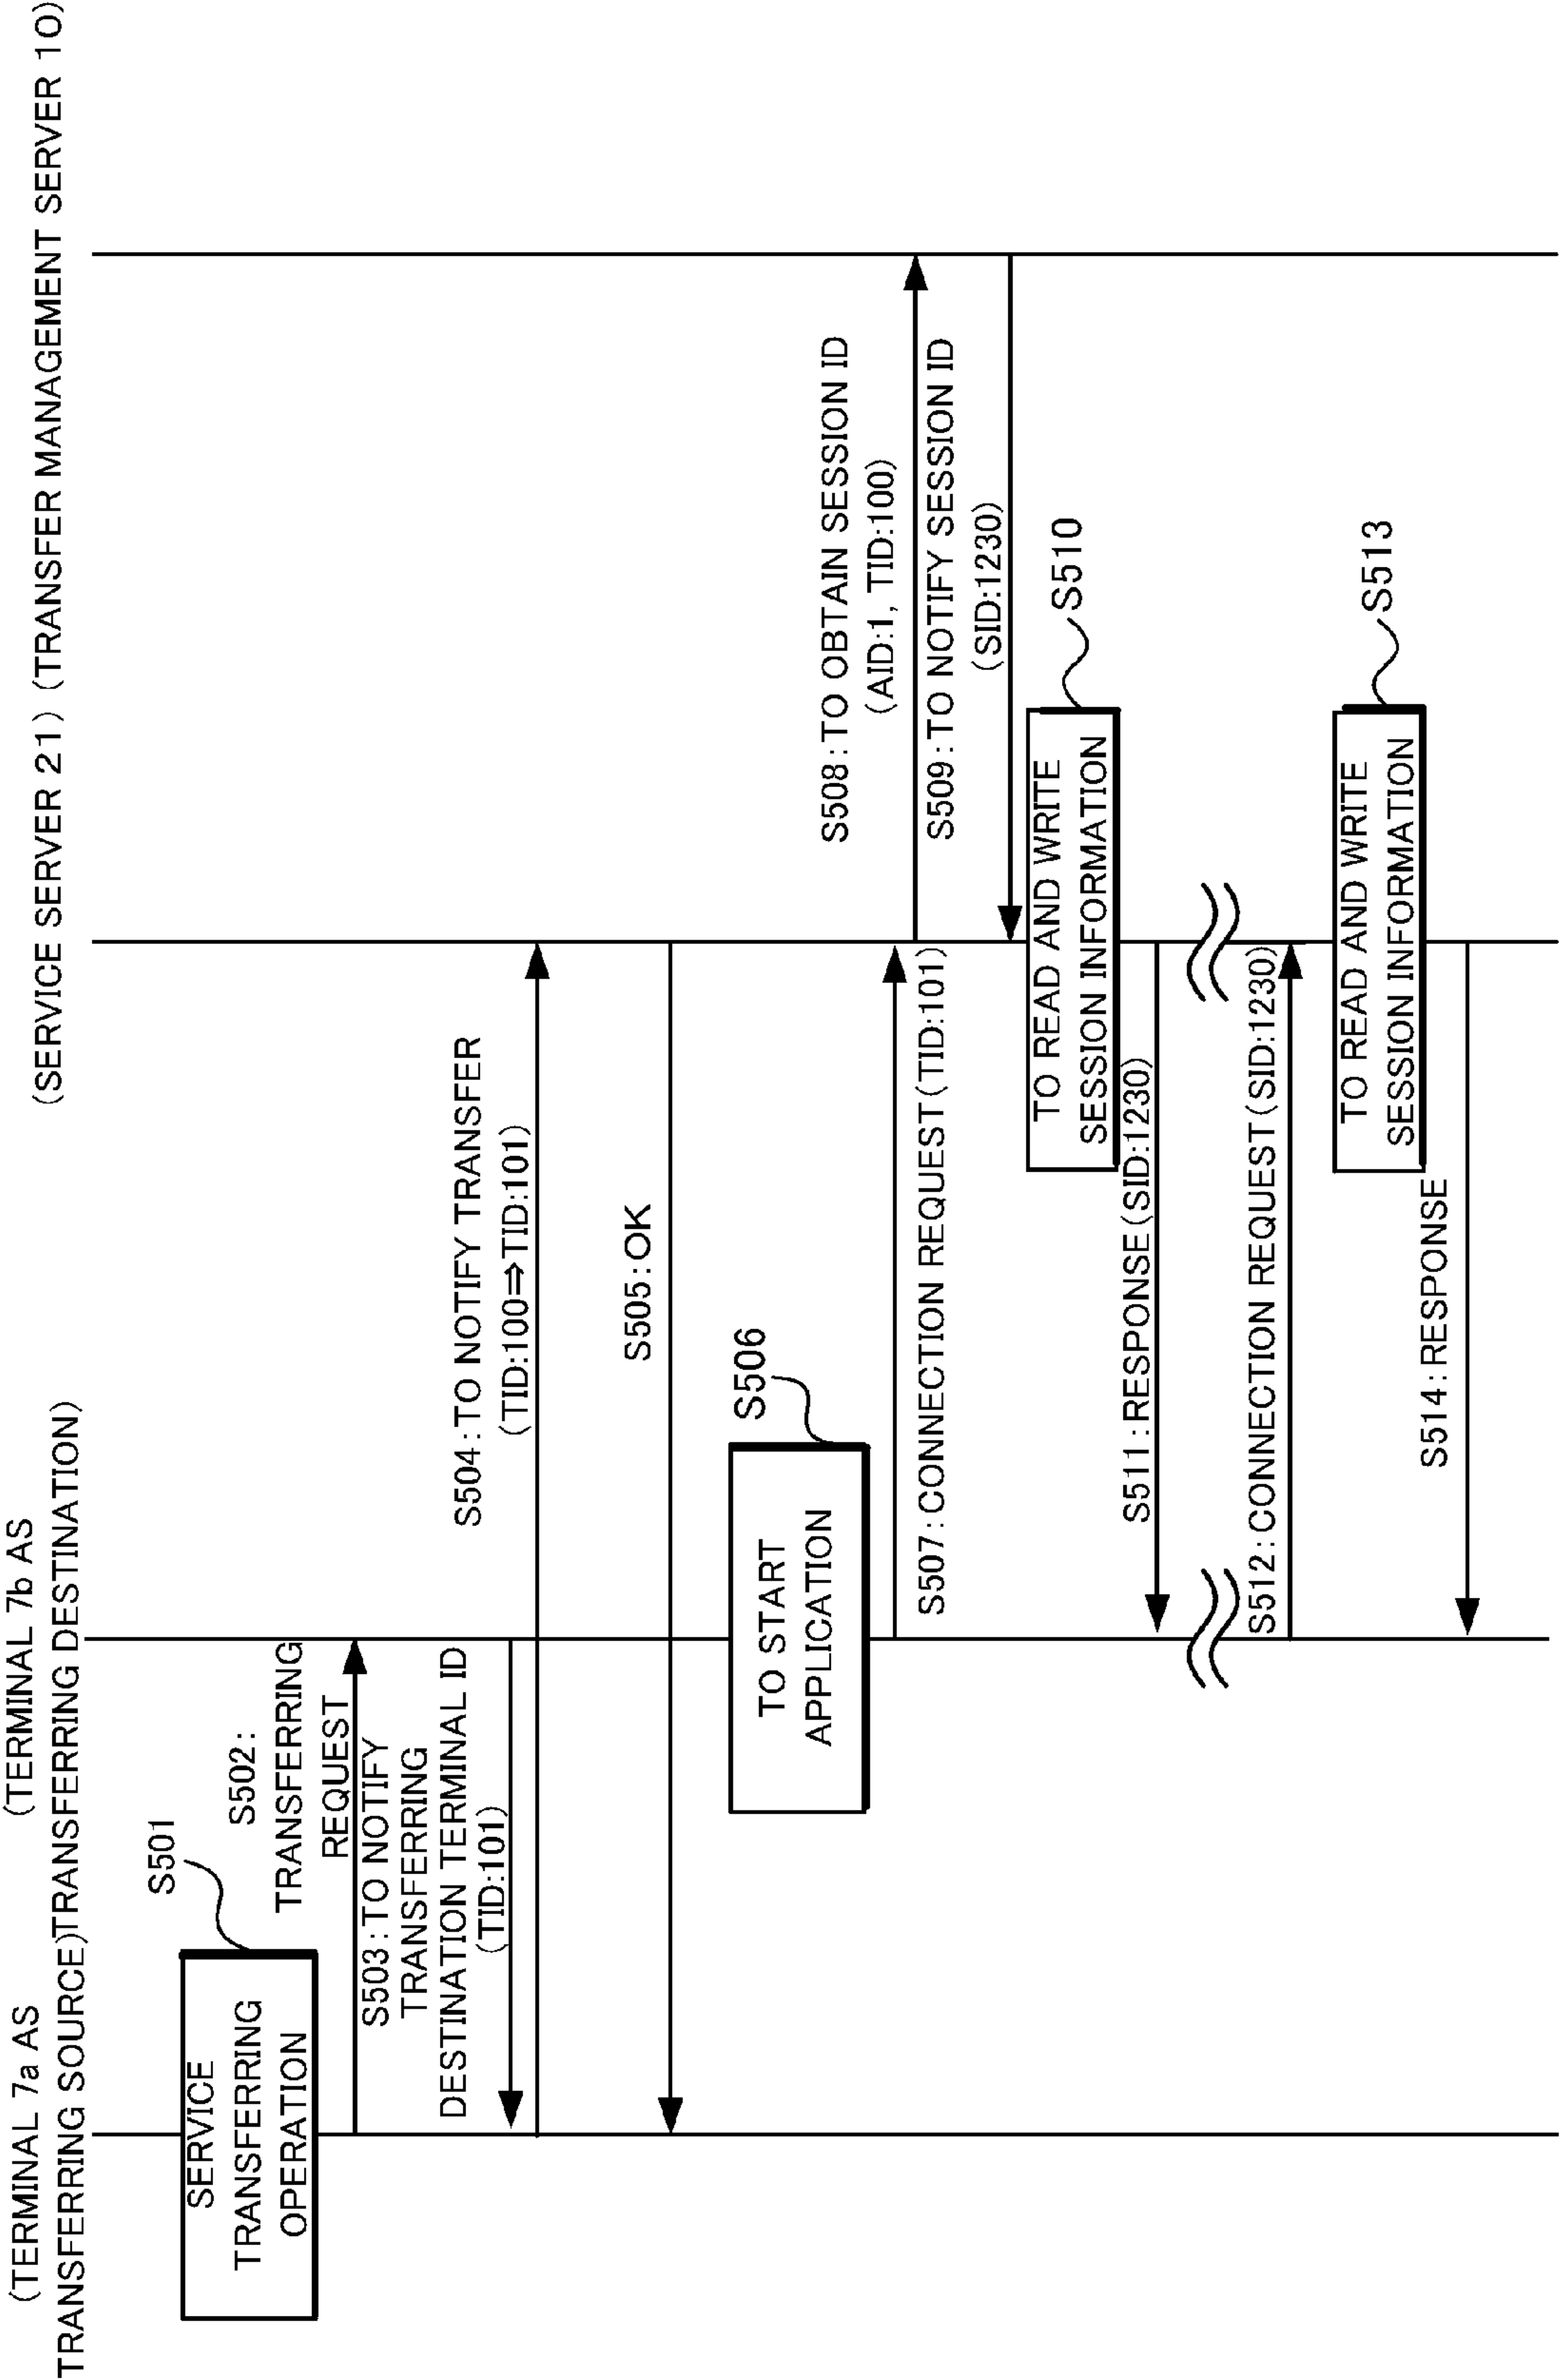 (TERMINAL 7a AS
TRANSFERRING SOURCE)
(TERMINAL 7b AS
TRANSFERRING DESTINATION)
(SERVICE SERVER 21)
(TRANSFER MANAGEMENT SERVER 10)
S501
SERVICE
TRANSFERRING
OPERATION
S502:
TRANSFERRING
REQUEST
S503:TO NOTIFY
TRANSFERRING
DESTINATION TERMINAL ID
(TID:101)
S504:TO NOTIFY TRANSFER
(TID:100⇒TID:101)
S505:OK
S506
TO START
APPLICATION
S507:CONNECTION REQUEST(TID:101)
S508:TO OBTAIN SESSION ID
(AID:1, TID:100)
S509:TO NOTIFY SESSION ID
(SID:1230)
S510
TO READ AND WRITE
SESSION INFORMATION
S511:RESPONSE(SID:1230)
S512:CONNECTION REQUEST(SID:1230)
S513
TO READ AND WRITE
SESSION INFORMATION
S514:RESPONSE